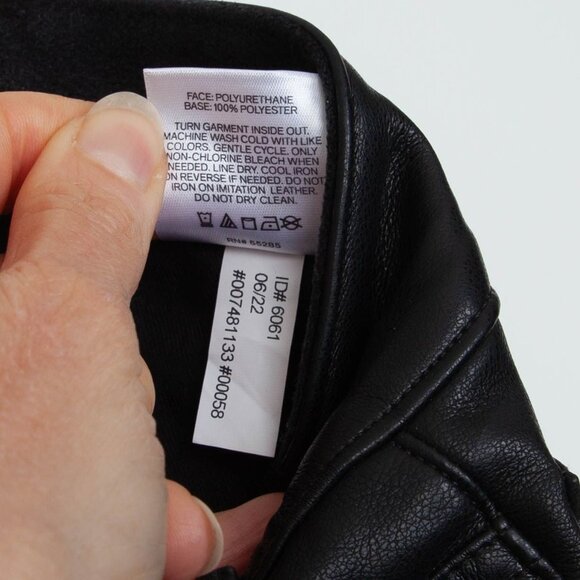 FACE: POLYURETHANE
BASE: 100% POLYESTER
TURN GARMENT INSIDE OUT.
MACHINE WASH COLD WITH LIKE
COLORS. GENTLE CYCLE. ONLY
NON-CHLORINE BLEACH WHEN
NEEDED. LINE DRY. COOL IRON
ON REVERSE IF NEEDED. DO NOT
IRON ON IMITATION LEATHER.
DO NOT DRY CLEAN.
RN# 55285
ID# 6061
06/22
#007481133 #00058